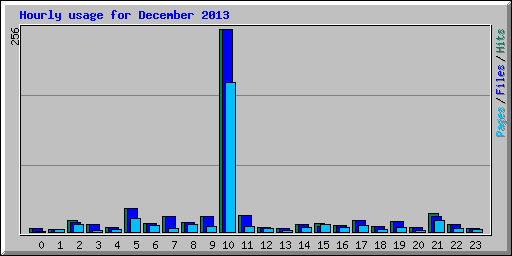 Hourly usage for December 2013
256
Pages/Files/Hits
0 1 2 3 4 5 6 7 8 9 10 11 12 13 14 15 16 17 18 19 20 21 22 23